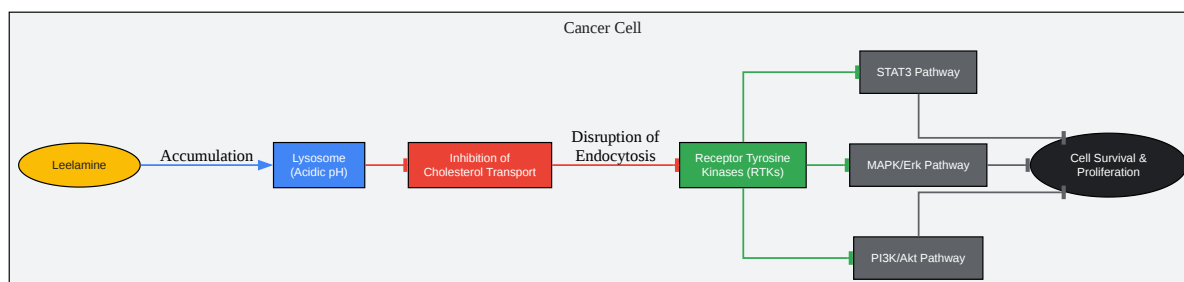 Cancer Cell
STAT3 Pathway
Leelamine
Accumulation
Lysosome
(Acidic pH)
Inhibition of
Cholesterol Transport
Disruption of
Endocytosis
Receptor Tyrosine
Kinases (RTKs)
MAPK/Erk Pathway
Cell Survival &
Proliferation
PI3K/Akt Pathway